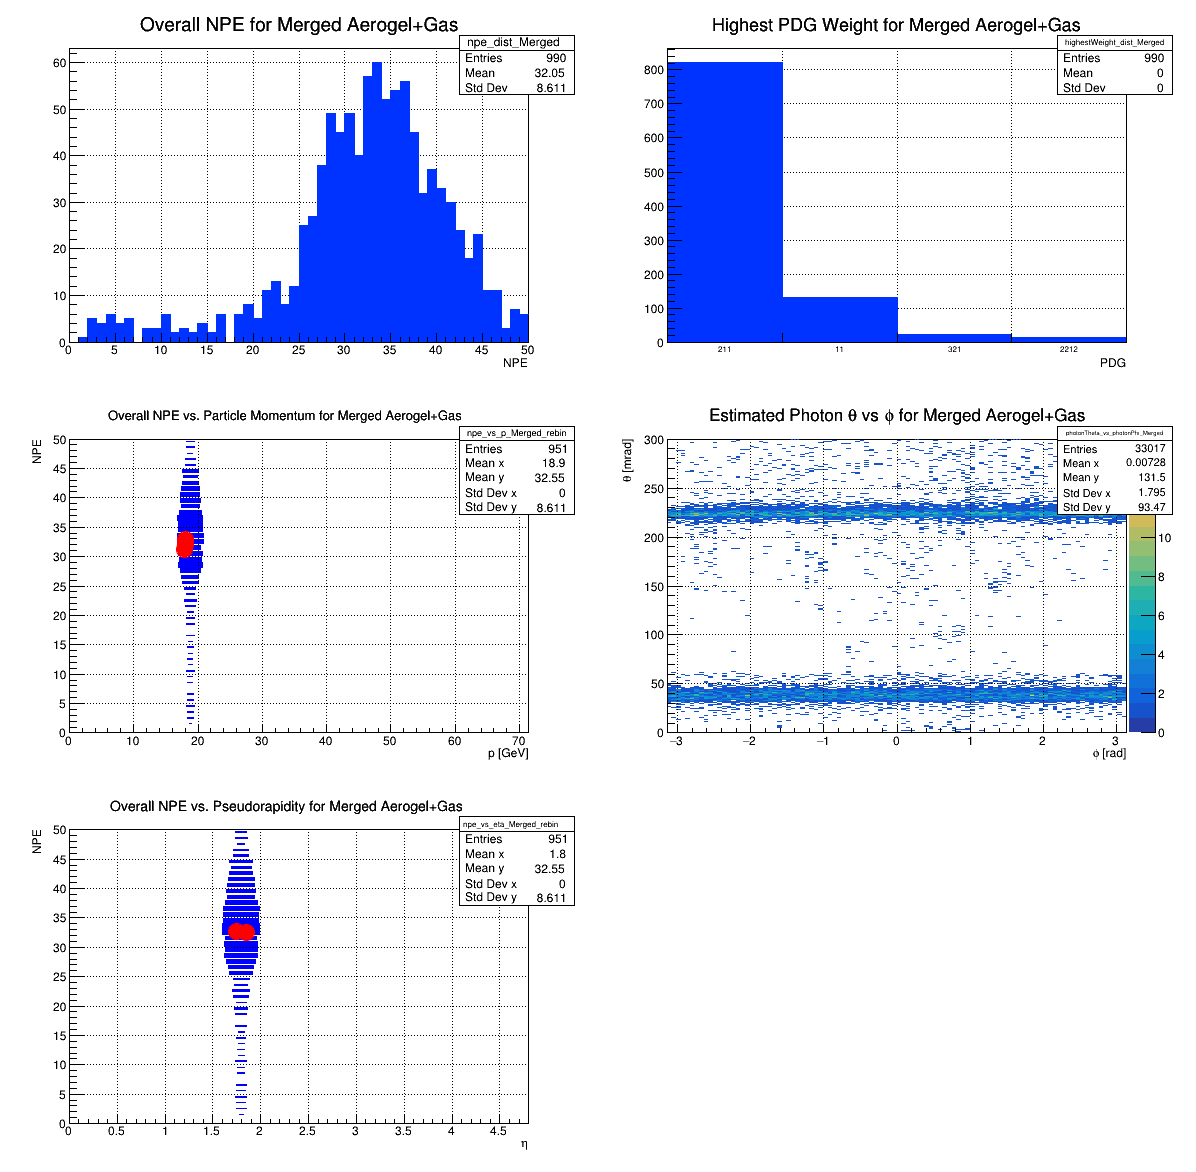 Overall NPE for Merged Aerogel+Gas
npe_dist_Merged
Entries 990
Mean 32.05
Std Dev 8.611
60
50
40
30
20
10
0
0 5 10 15 20 25 30 35 40 45 50
NPE
Highest PDG Weight for Merged Aerogel+Gas
highestWeight_dist_Merged
Entries 990
Mean 0
Std Dev 0
800
700
600
500
400
300
200
100
0
211 11 321 2212
PDG
Overall NPE vs. Particle Momentum for Merged Aerogel+Gas
npe_vs_p_Merged_rebin
Entries 951
Mean x 18.9
Mean y 32.55
Std Dev x 0
Std Dev y 8.611
NPE
50
45
40
35
30
25
20
15
10
5
0
0 10 20 30 40 50 60 70
p [GeV]
Estimated Photon θ vs ϕ for Merged Aerogel+Gas
photonTheta_vs_photonPhi_Merged
Entries 33017
Mean x 0.00728
Mean y 131.5
Std Dev x 1.795
Std Dev y 93.47
θ [mrad]
300
250
200
150
100
50
0
−3 −2 −1 0 1 2 3
ϕ [rad]
10
8
6
4
2
0
Overall NPE vs. Pseudorapidity for Merged Aerogel+Gas
npe_vs_eta_Merged_rebin
Entries 951
Mean x 1.8
Mean y 32.55
Std Dev x 0
Std Dev y 8.611
NPE
50
45
40
35
30
25
20
15
10
5
0
0 0.5 1 1.5 2 2.5 3 3.5 4 4.5
η